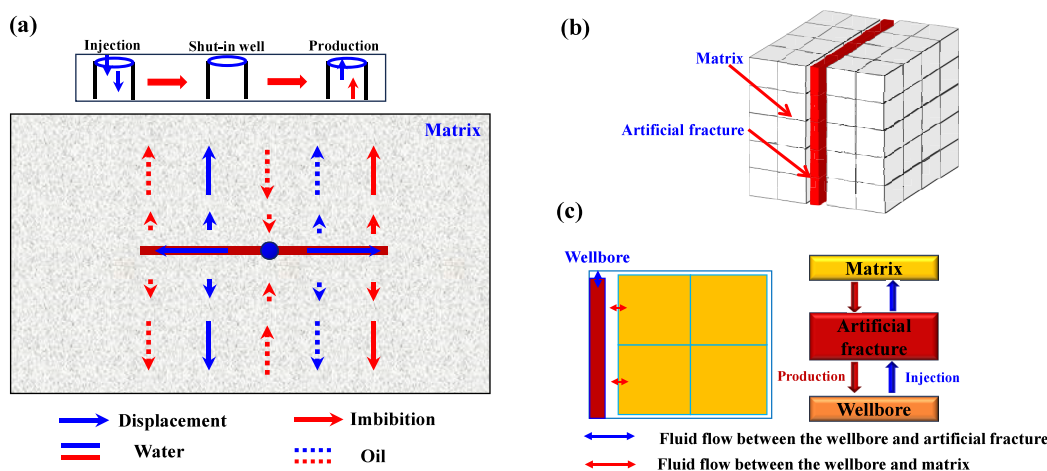 (a)
Injection
Shut-in well
Production
Matrix
Displacement
Imbibition
Water
Oil
(b)
Matrix
Artificial fracture
(c)
Wellbore
Matrix
Artificial
fracture
Production
Injection
Wellbore
Fluid flow between the wellbore and artificial fracture
Fluid flow between the wellbore and matrix